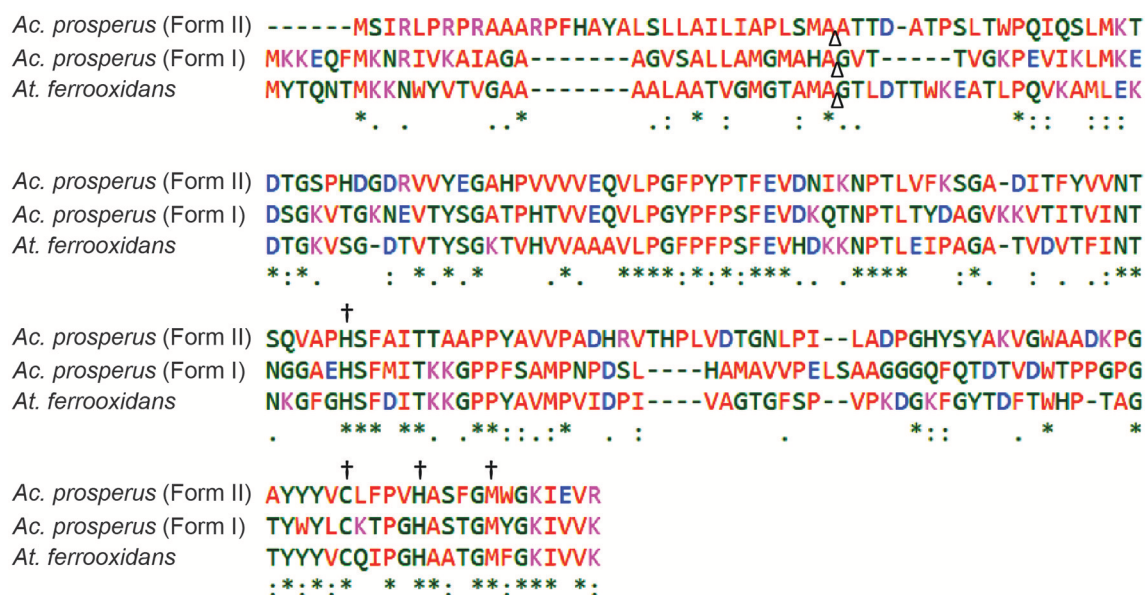 Ac. prosperus (Form II) ------MSIRLPRPRAAARPFHAYALSLLAILIAPLSMAATTD-ATPSLTWPQIQSLMKT
Ac. prosperus (Form I) MKKEQFMKNRIVKAIAGA-------AGVSALLAMGMAHAGVT-----TVGKPEVIKLMKE
At. ferrooxidans MYTQNTMKKNWYVTVGAA-------AALAATVGMGTAMAGTLDTTWKEATLPQVKAMLEK
*. . ..* .: * : : *.. *:: :::
Ac. prosperus (Form II) DTGSPHDGDRVVYEGAHPVVVVEQVLPGFPYPTFEVDNIKNPTLVFKSGA-DITFYVVNT
Ac. prosperus (Form I) DSGKVTGKNEVTYSGATPHTVVEQVLPGYPFPSFEVDKQTNPTLTYDAGVKKVTITVINT
At. ferrooxidans DTGKVSG-DTVTYSGKTVHVVAAAVLPGFPFPSFEVHDKKNPTLEIPAGA-TVDVTFINT
*:*. : *.*.* .*. ****:*:*:***.. .**** :*. : . :**
†
Ac. prosperus (Form II) SQVAPHSFAITTAAPPYAVVPADHRVTHPLVDTGNLPI--LADPGHYSYAKVGWAADKPG
Ac. prosperus (Form I) NGGAEHSFMITKKGPPFSAMPNPDSL----HAMAVVPELSAAGGGQFQTDTVDWTPPGPG
At. ferrooxidans NKGFGHSFDITKKGPPYAVMPVIDPI----VAGTGFSP--VPKDGKFGYTDFTWHP-TAG
. *** **. .**::.:* . : . *:: . * *
† † †
Ac. prosperus (Form II) AYYYVCLFPVHASFGMWGKIEVR
Ac. prosperus (Form I) TYWYLCKTPGHASTGMYGKIVVK
At. ferrooxidans TYYYVCQIPGHAATGMFGKIVVK
:*:*:* * **: **:*** *: